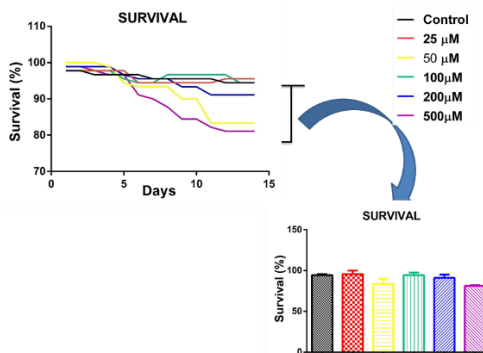 SURVIVAL
110
100
90
80
70
Survival (%)
0
5
10
15
Days
Control
25 µM
50 µM
100µM
200µM
500µM
SURVIVAL
150
100
50
0
Survival (%)